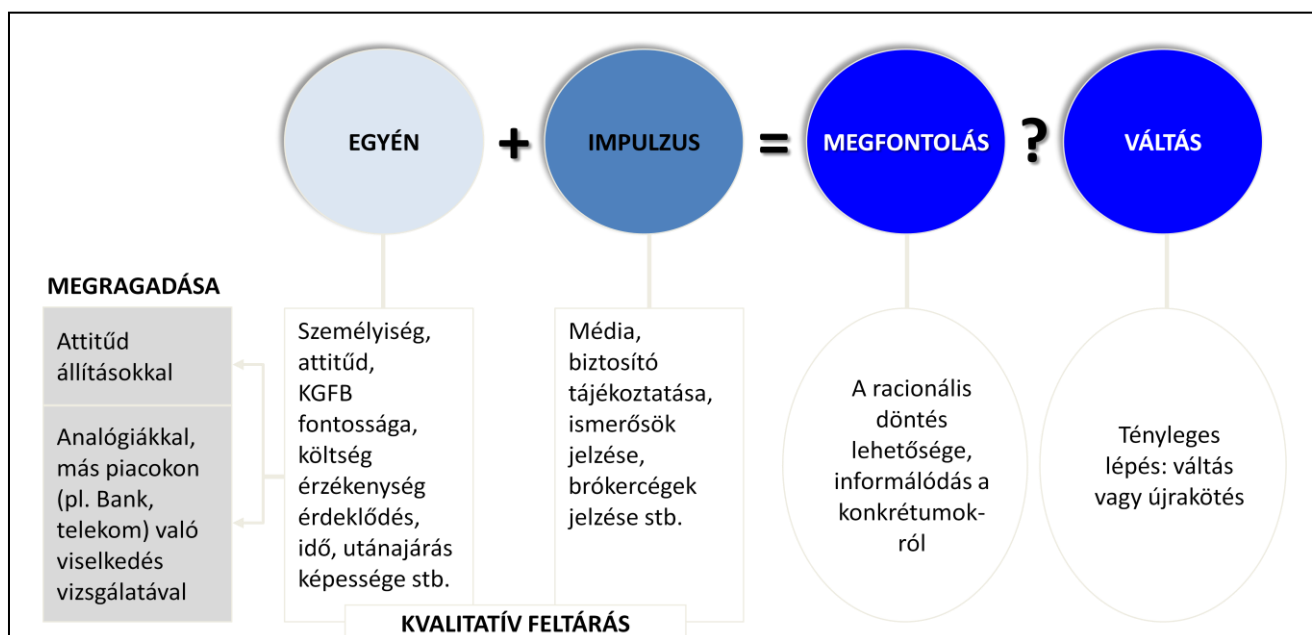 EGYÉN + IMPULZUS = MEGFONTOLÁS ? VÁLTÁS
MEGRAGADÁSA
Attitűd
állításokkal
Analógiákkal,
más piacokon
(pl. Bank,
telekom) való
viselkedés
vizsgálatával
Személyiség,
attitűd,
KGFB
fontossága,
költség
érzékenység
érdeklődés,
idő, utánajárás
képessége stb.
Média,
biztosító
tájékoztatása,
ismerősök
jelzése,
brókercégek
jelzése stb.
A racionális
döntés
lehetősége,
informálódás a
konkrétumok-
ról
Tényleges
lépés: váltás
vagy újrakötés
KVALITATÍV FELTÁRÁS